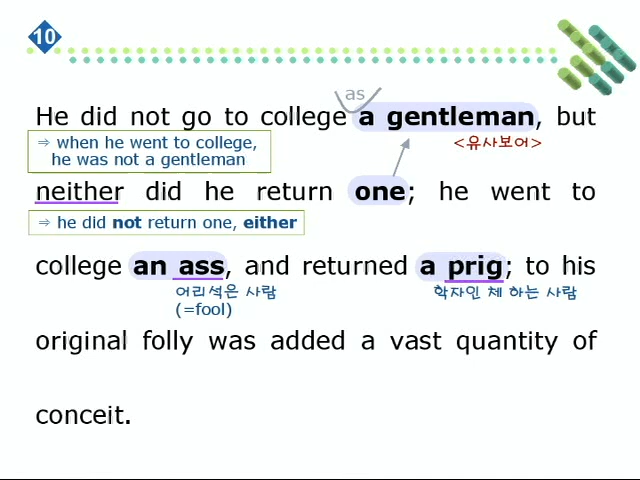 10
as
He did not go to college a gentleman, but
⇒ when he went to college,
he was not a gentleman
<유사보어>
neither did he return one; he went to
⇒ he did not return one, either
college an ass, and returned a prig; to his
어리석은 사람
(=fool)
학자인 체 하는 사람
original folly was added a vast quantity of
conceit.